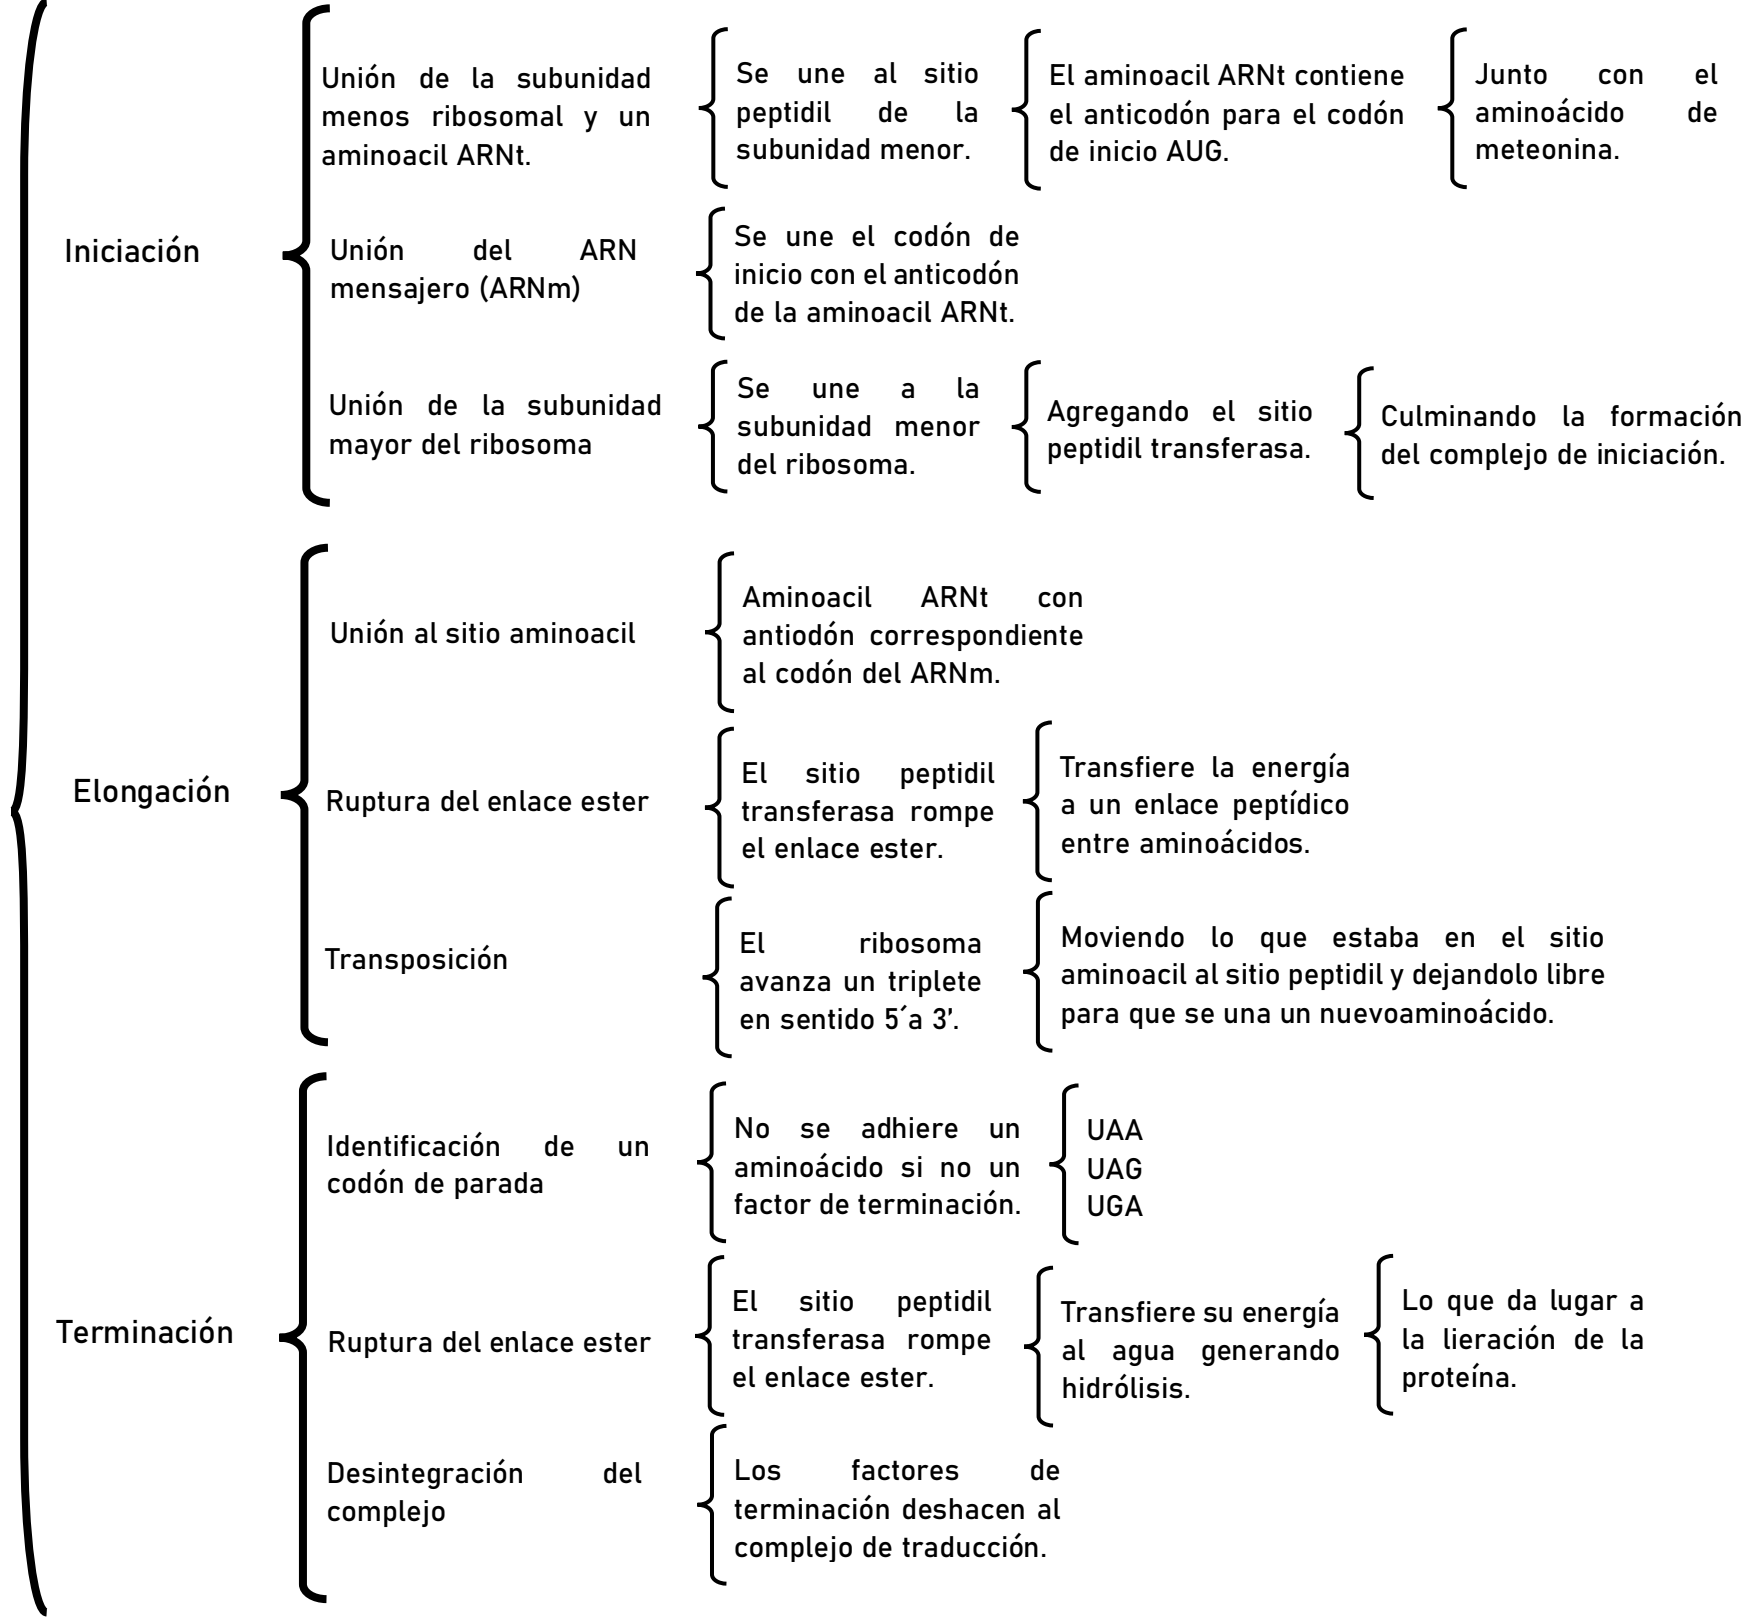 Iniciación
Unión de la subunidad
menos ribosomal y un
aminoacil ARNt.
Se une al sitio
peptidil de la
subunidad menor.
El aminoacil ARNt contiene
el anticodón para el codón
de inicio AUG.
Junto con el
aminoácido de
meteonina.
Unión del ARN
mensajero (ARNm)
Se une el codón de
inicio con el anticodón
de la aminoacil ARNt.
Unión de la subunidad
mayor del ribosoma
Se une a la
subunidad menor
del ribosoma.
Agregando el sitio
peptidil transferasa.
Culminando la formación
del complejo de iniciación.
Elongación
Unión al sitio aminoacil
Aminoacil ARNt con
antiodón correspondiente
al codón del ARNm.
Ruptura del enlace ester
El sitio peptidil
transferasa rompe
el enlace ester.
Transfiere la energía
a un enlace peptídico
entre aminoácidos.
Transposición
El ribosoma
avanza un triplete
en sentido 5´a 3’.
Moviendo lo que estaba en el sitio
aminoacil al sitio peptidil y dejandolo libre
para que se una un nuevoaminoácido.
Terminación
Identificación de un
codón de parada
No se adhiere un
aminoácido si no un
factor de terminación.
UAA
UAG
UGA
Ruptura del enlace ester
El sitio peptidil
transferasa rompe
el enlace ester.
Transfiere su energía
al agua generando
hidrólisis.
Lo que da lugar a
la lieración de la
proteína.
Desintegración del
complejo
Los factores de
terminación deshacen al
complejo de traducción.